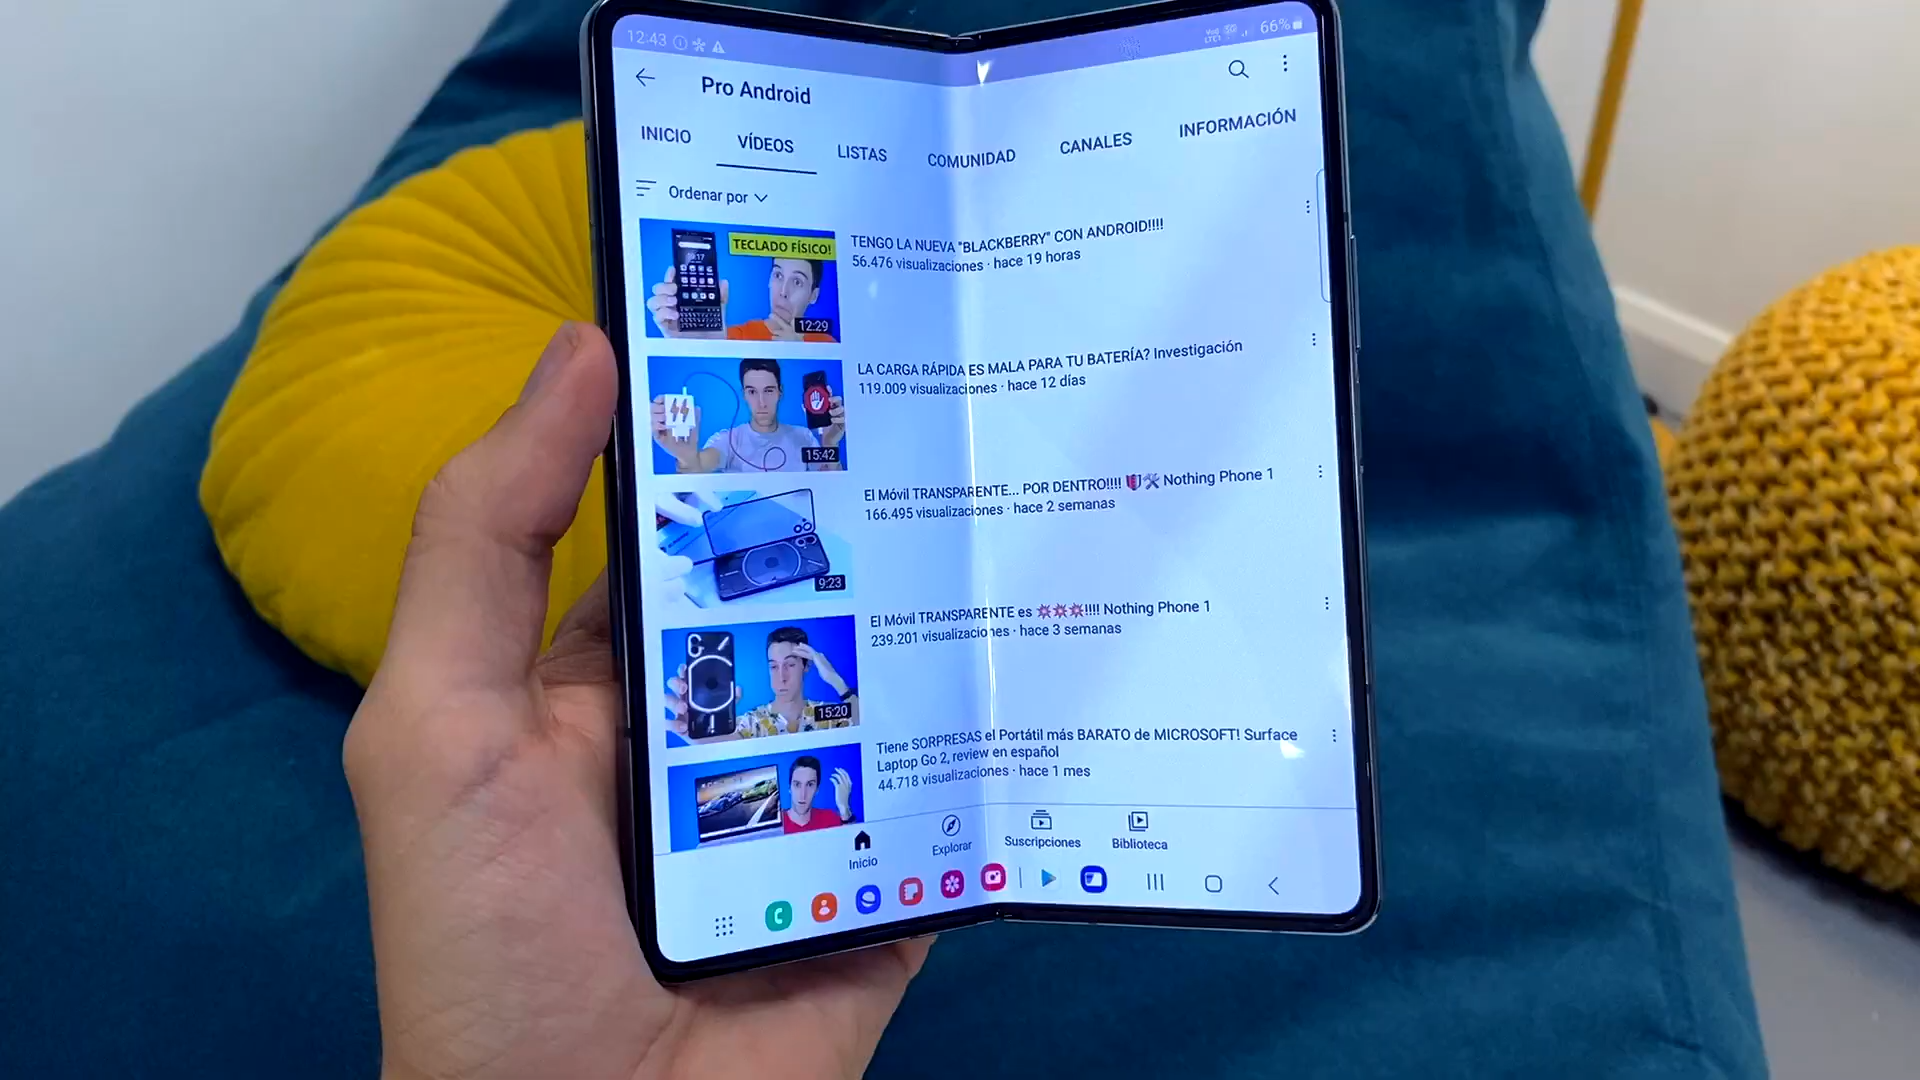 12:43
66%
Pro Android
INICIO
VÍDEOS
LISTAS
COMUNIDAD
CANALES
INFORMACIÓN
Ordenar por
TECLADO FÍSICO!
12:29
TENGO LA NUEVA "BLACKBERRY" CON ANDROID!!!!
56.476 visualizaciones · hace 19 horas
15:42
LA CARGA RÁPIDA ES MALA PARA TU BATERÍA? Investigación
119.009 visualizaciones · hace 12 días
9:23
El Móvil TRANSPARENTE... POR DENTRO!!!! Nothing Phone 1
166.495 visualizaciones · hace 2 semanas
15:20
El Móvil TRANSPARENTE es 💥💥💥!!!! Nothing Phone 1
239.201 visualizaciones · hace 3 semanas
Tiene SORPRESAS el Portátil más BARATO de MICROSOFT! Surface
Laptop Go 2, review en español
44.718 visualizaciones · hace 1 mes
Inicio
Explorar
Suscripciones
Biblioteca